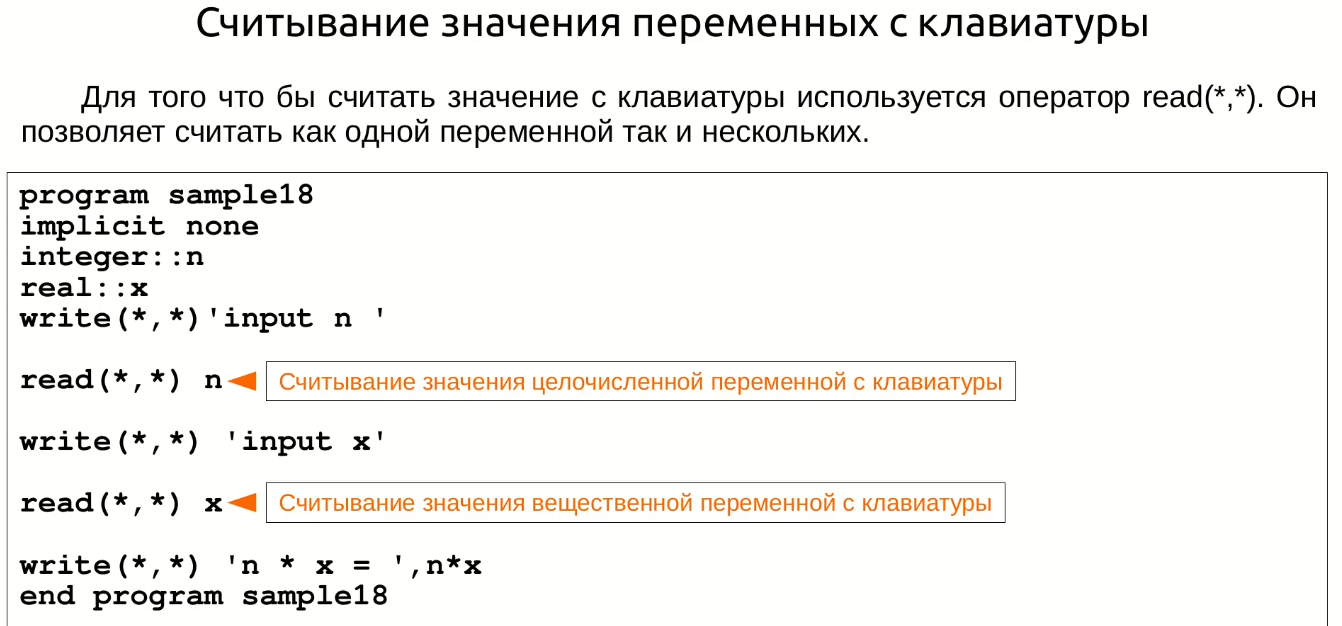 Считывание значения переменных с клавиатуры
Для того что бы считать значение с клавиатуры используется оператор read(*,*). Он
позволяет считать как одной переменной так и нескольких.
program sample18
implicit none
integer::n
real::x
write(*,*)'input n '
read(*,*) n Считывание значения целочисленной переменной с клавиатуры
write(*,*) 'input x'
read(*,*) x Считывание значения вещественной переменной с клавиатуры
write(*,*) 'n * x = ',n*x
end program sample18